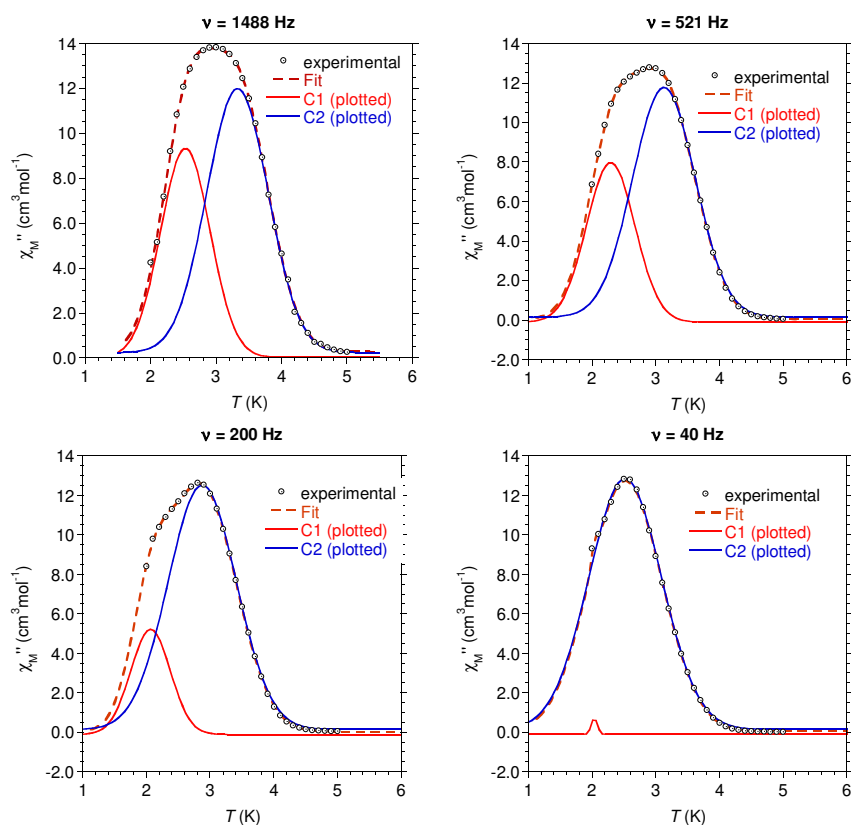 ν = 1488 Hz
14
12
10
8.0
6.0
4.0
2.0
0.0
χM'' (cm³mol⁻¹)
experimental
Fit
C1 (plotted)
C2 (plotted)
1 2 3 4 5 6
T (K)
ν = 521 Hz
14
12
10
8.0
6.0
4.0
2.0
0.0
-2.0
χM'' (cm³mol⁻¹)
experimental
Fit
C1 (plotted)
C2 (plotted)
1 2 3 4 5 6
T (K)
ν = 200 Hz
14
12
10
8.0
6.0
4.0
2.0
0.0
-2.0
χM'' (cm³mol⁻¹)
experimental
Fit
C1 (plotted)
C2 (plotted)
1 2 3 4 5 6
T (K)
ν = 40 Hz
14
12
10
8.0
6.0
4.0
2.0
0.0
-2.0
χM'' (cm³mol⁻¹)
experimental
Fit
C1 (plotted)
C2 (plotted)
1 2 3 4 5 6
T (K)